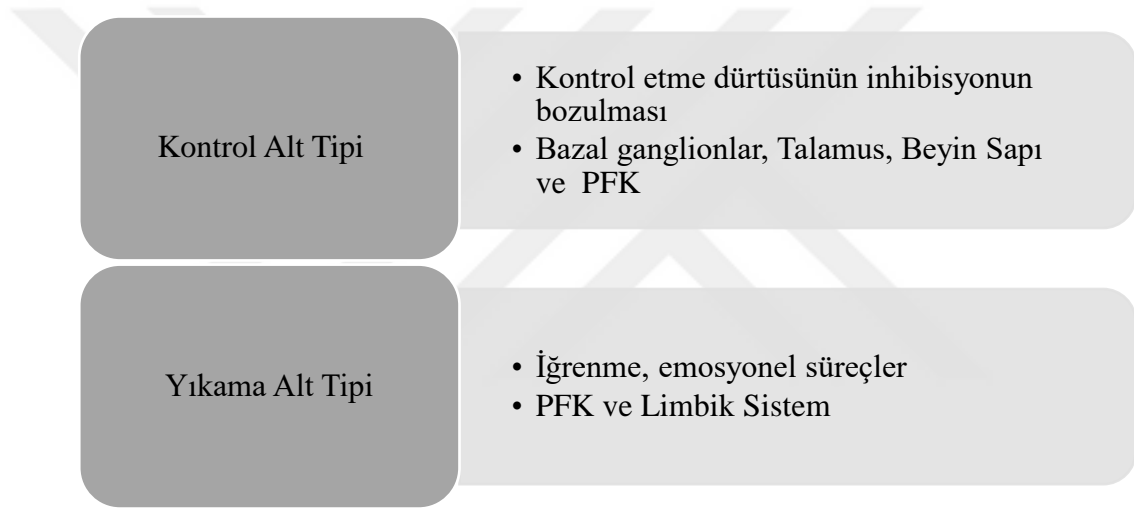 Kontrol Alt Tipi
• Kontrol etme dürtüsünün inhibisyonun
bozulması
• Bazal ganglionlar, Talamus, Beyin Sapı
ve PFK
Yıkama Alt Tipi
• İğrenme, emosyonel süreçler
• PFK ve Limbik Sistem